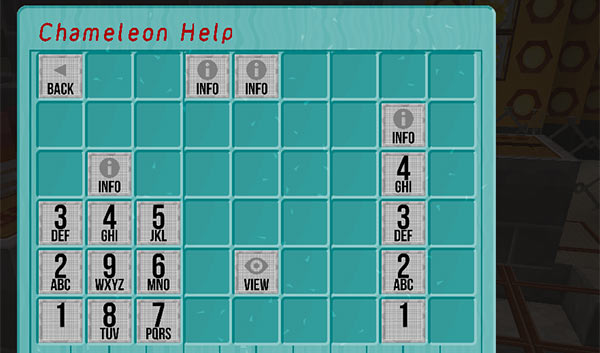 Chameleon Help
BACK INFO INFO
INFO
INFO 4 GHI
3 DEF 4 GHI 5 JKL 3 DEF
2 ABC 9 WXYZ 6 MNO VIEW 2 ABC
1 8 TUV 7 PQRS 1